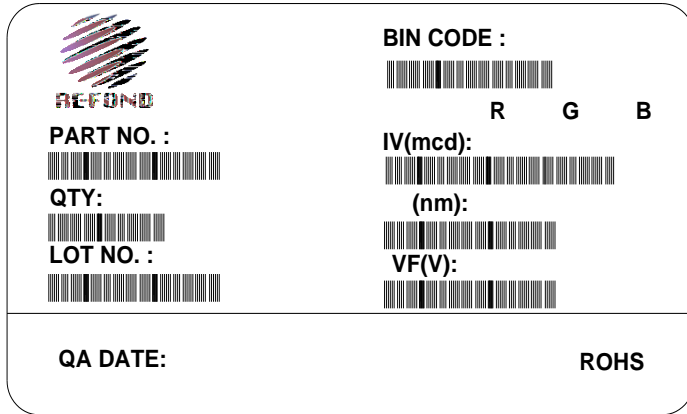 REFOND
PART NO. :
QTY:
LOT NO. :
BIN CODE :
R G B
IV(mcd):
(nm):
VF(V):
QA DATE:
ROHS